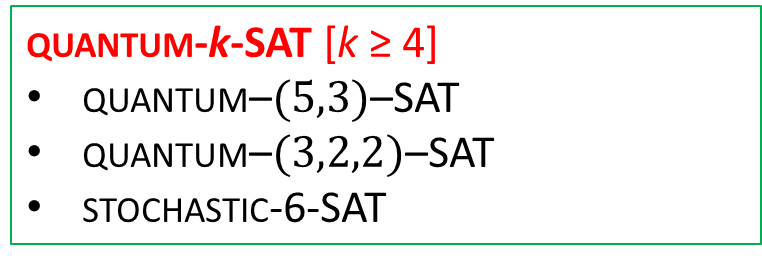 QUANTUM-k-SAT [k ≥ 4]
• QUANTUM–(5,3)–SAT
• QUANTUM–(3,2,2)–SAT
• STOCHASTIC-6-SAT